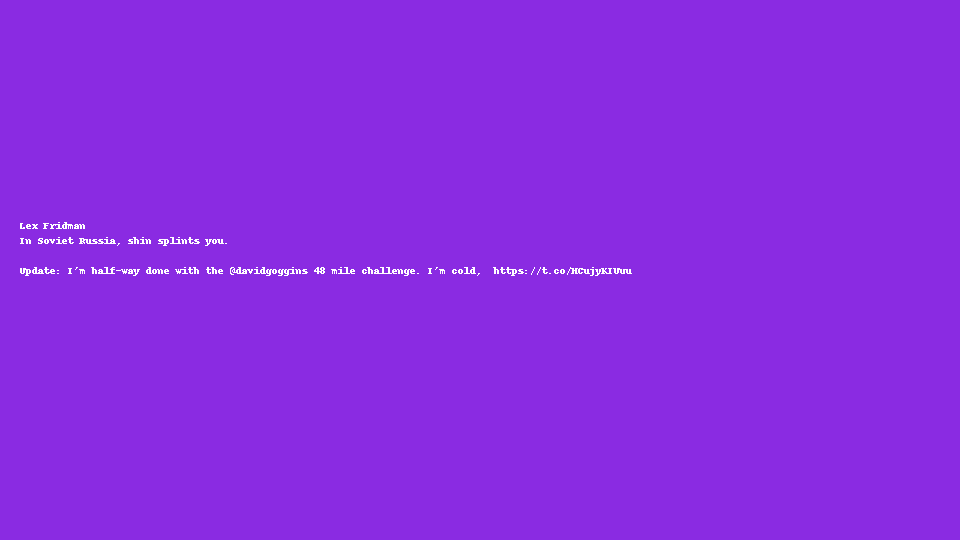 Lex Fridman
In Soviet Russia, shin splints you.
Update: I'm half-way done with the @davidgoggins 48 mile challenge. I'm cold,  https://t.co/HCujyKIUuu